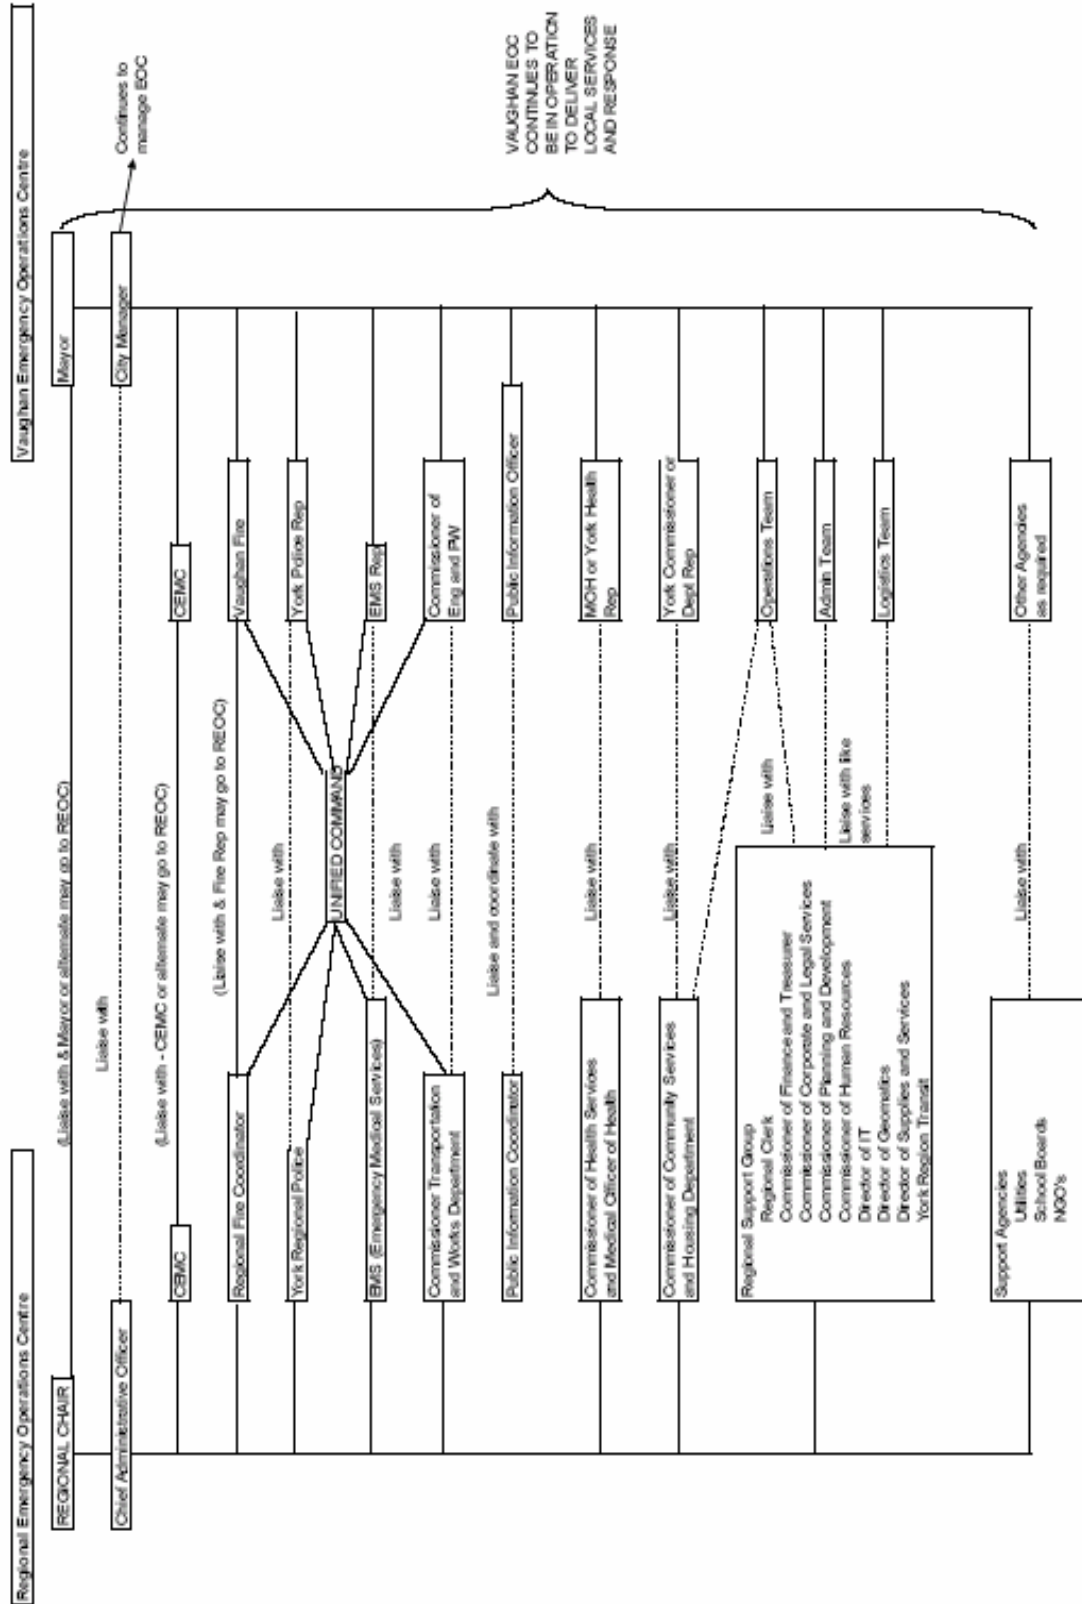 Regional Emergency Operations Centre
Vaughan Emergency Operations Centre
REGIONAL CHAIR
(Liaise with & Mayor or alternate may go to REOC)
Mayor
Chief Administrative Officer
Liaise with
City Manager
Continues to
manage EOC
CEMC
(Liaise with - CEMC or alternate may go to REOC)
CEMC
Regional Fire Coordinator
(Liaise with & Fire Rep may go to REOC)
Vaughan Fire
York Regional Police
Liaise with
York Police Rep
UNIFIED COMMAND
EMS (Emergency Medical Services)
Liaise with
EMS Rep
Commissioner Transportation
and Works Department
Liaise with
Commissioner of
Eng and PW
Public Information Coordinator
Liaise and coordinate with
Public Information Officer
VAUGHAN EOC
CONTINUES TO
BE IN OPERATION
TO DELIVER
LOCAL SERVICES
AND RESPONSE
Commissioner of Health Services
and Medical Officer of Health
Liaise with
MOH or York Health
Rep
Commissioner of Community Services
and Housing Department
Liaise with
York Commissioner or
Dept Rep
Regional Support Group
Regional Clerk
Commissioner of Finance and Treasurer
Commissioner of Corporate and Legal Services
Commissioner of Planning and Development
Commissioner of Human Resources
Director of IT
Director of Geomatics
Director of Supplies and Services
York Region Transit
Liaise with
Liaise with like
services
Operations Team
Admin Team
Logistics Team
Support Agencies
Utilities
School Boards
NGO's
Liaise with
Other Agencies
as required